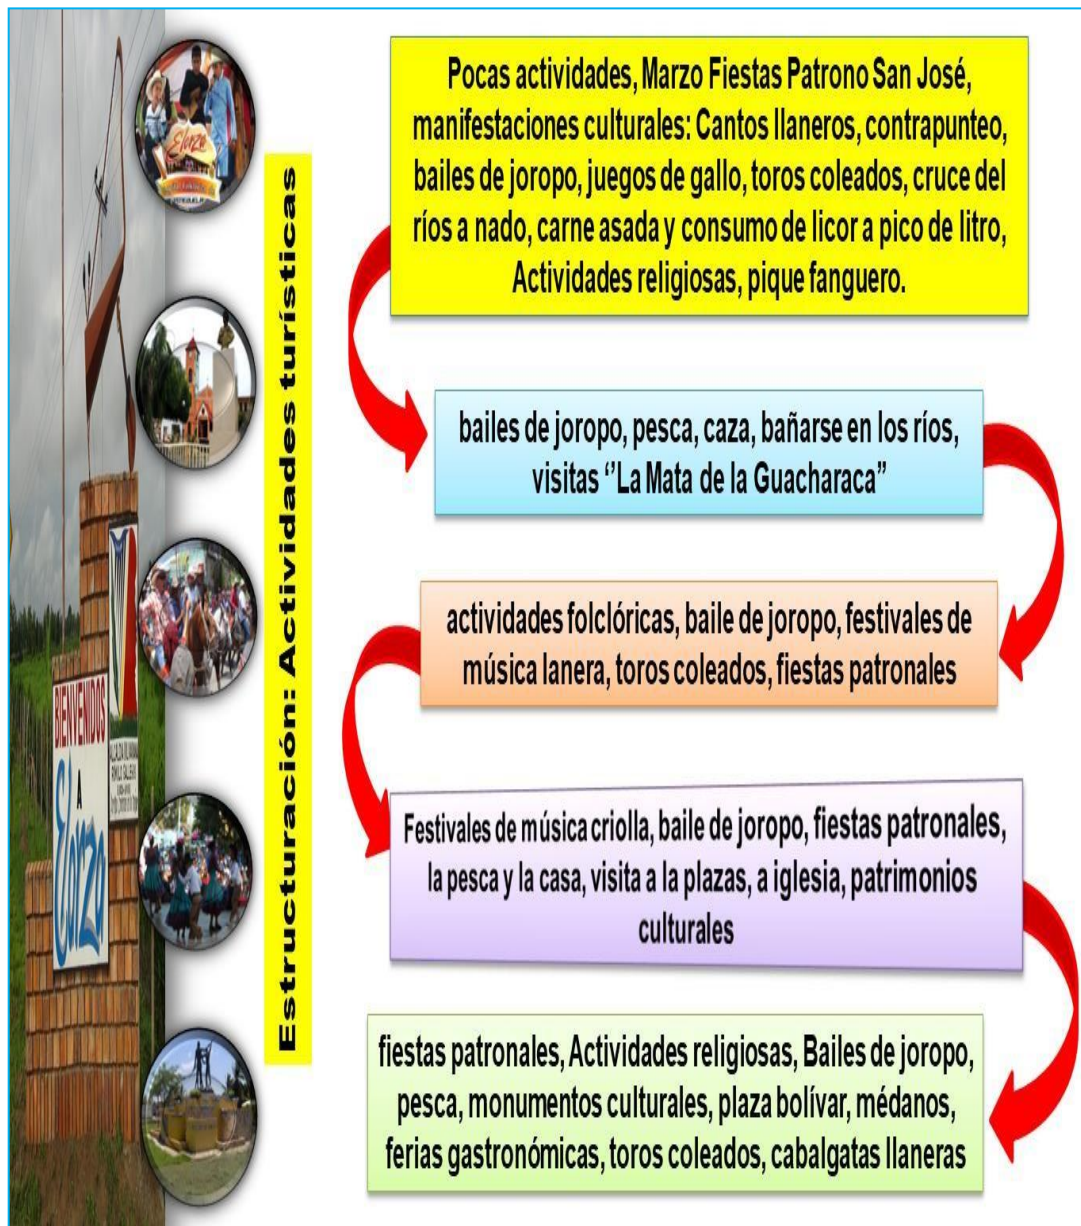 Pocas actividades, Marzo Fiestas Patrono San José,
manifestaciones culturales: Cantos llaneros, contrapunteo,
bailes de joropo, juegos de gallo, toros coleados, cruce del
ríos a nado, carne asada y consumo de licor a pico de litro,
Actividades religiosas, pique fanguero.
Estructuración: Actividades turísticas
bailes de joropo, pesca, caza, bañarse en los ríos,
visitas ‘’La Mata de la Guacharaca”
actividades folclóricas, baile de joropo, festivales de
música lanera, toros coleados, fiestas patronales
Festivales de música criolla, baile de joropo, fiestas patronales,
la pesca y la casa, visita a la plazas, a iglesia, patrimonios
culturales
fiestas patronales, Actividades religiosas, Bailes de joropo,
pesca, monumentos culturales, plaza bolívar, médanos,
ferias gastronómicas, toros coleados, cabalgatas llaneras
Elorza
BIENVENIDOS
A
Elorza